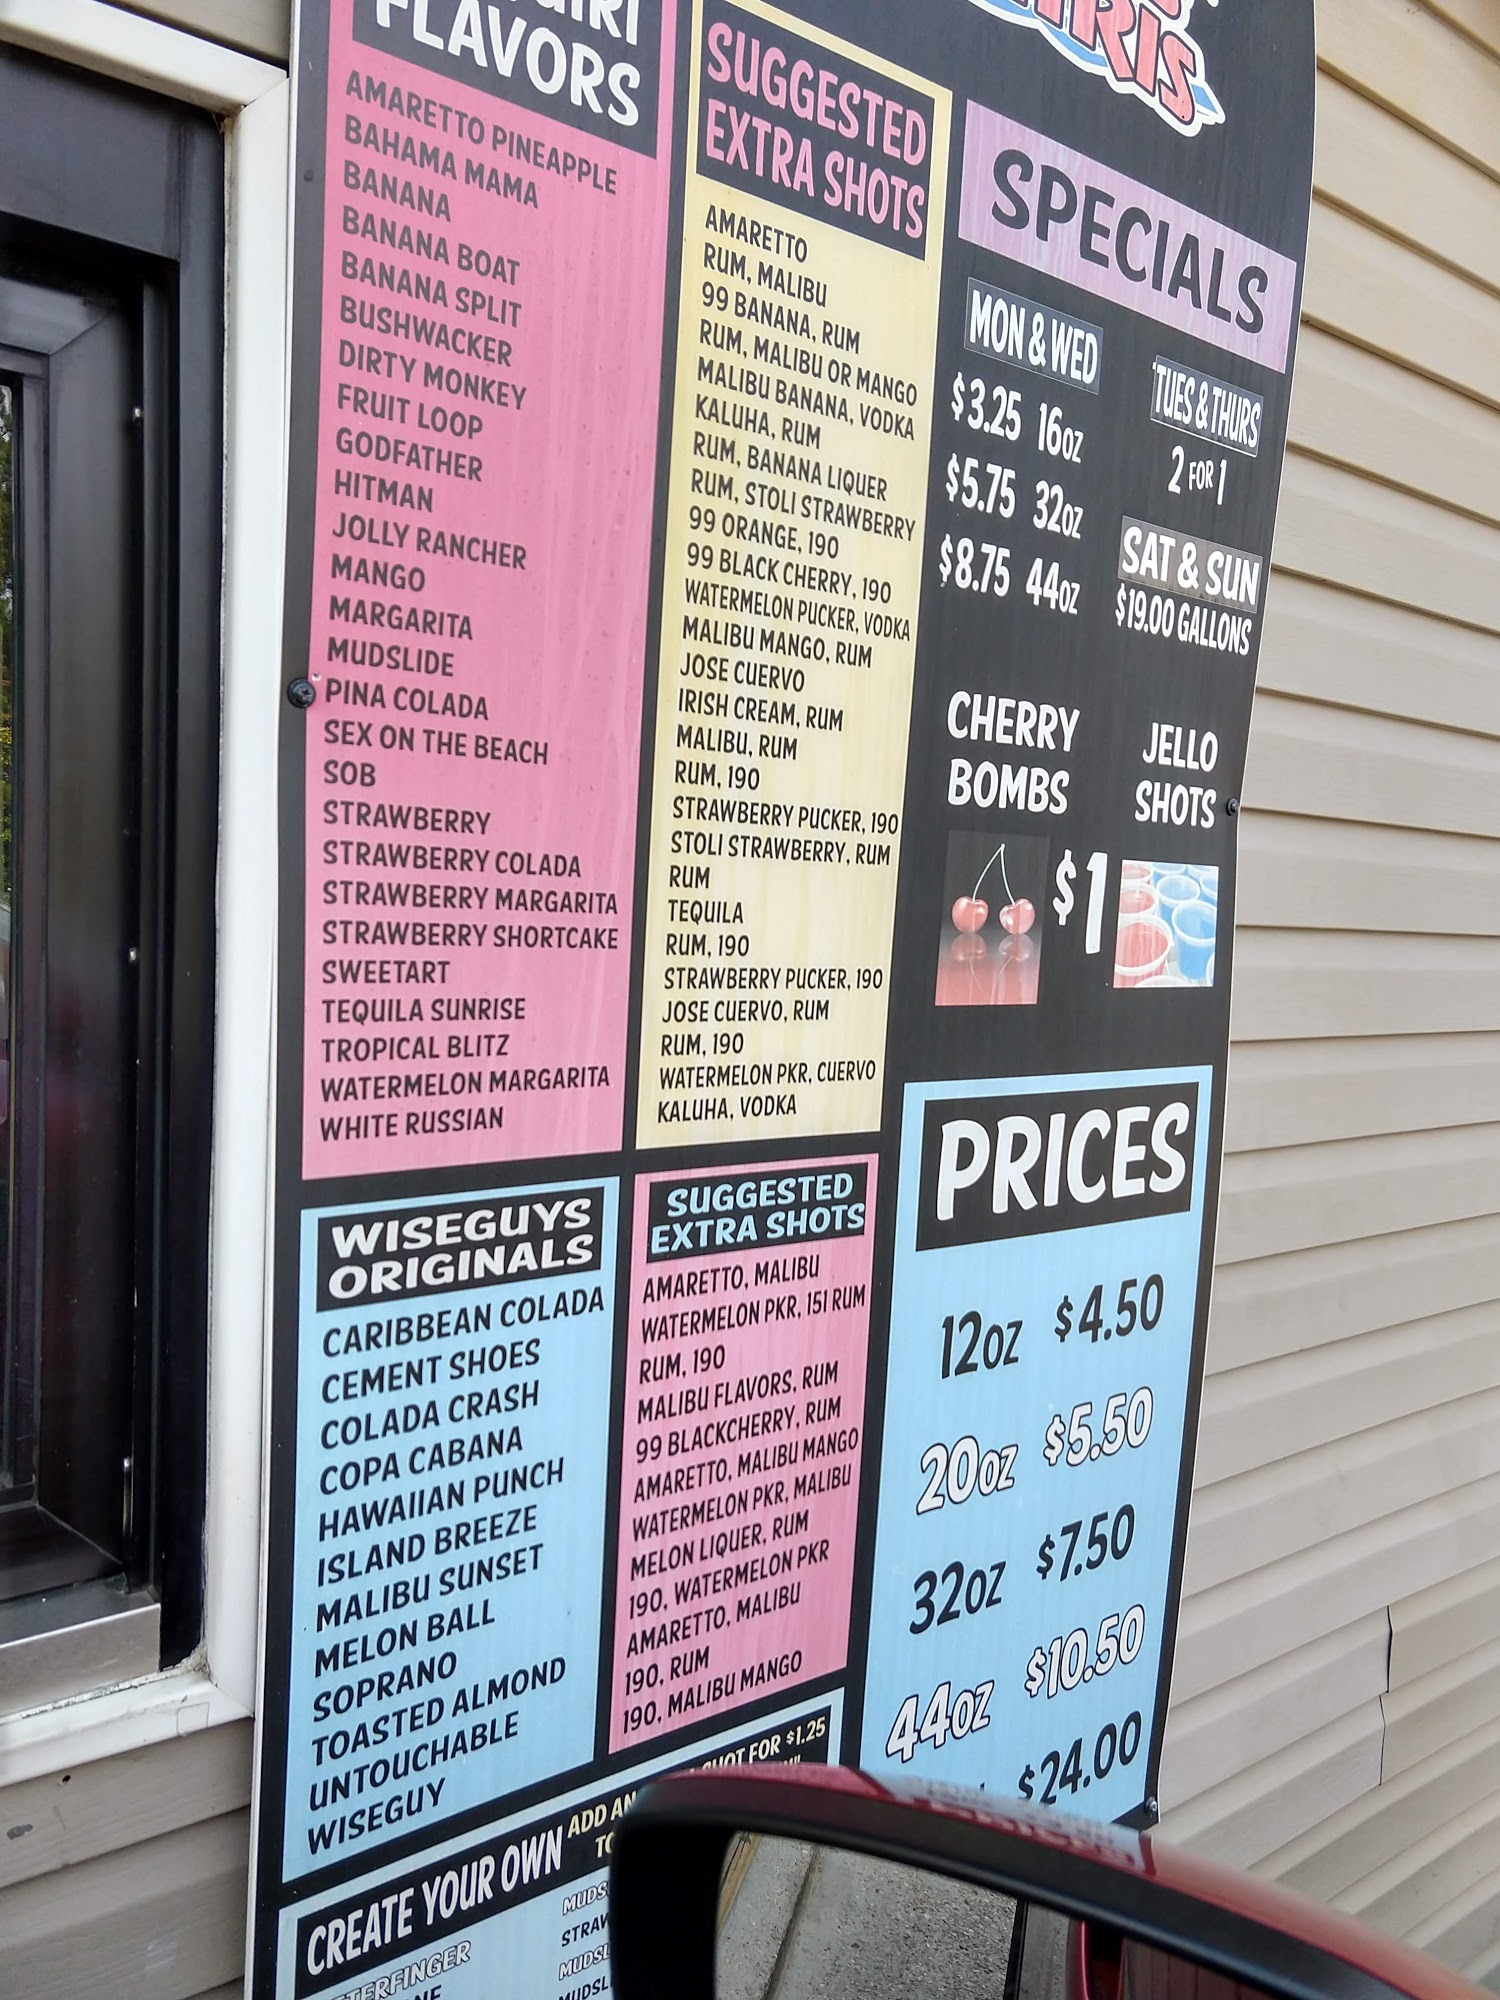 FLAVORS
AMARETTO PINEAPPLE
BAHAMA MAMA
BANANA
BANANA BOAT
BANANA SPLIT
BUSHWACKER
DIRTY MONKEY
FRUIT LOOP
GODFATHER
HITMAN
JOLLY RANCHER
MANGO
MARGARITA
MUDSLIDE
PINA COLADA
SEX ON THE BEACH
SOB
STRAWBERRY
STRAWBERRY COLADA
STRAWBERRY MARGARITA
STRAWBERRY SHORTCAKE
SWEETART
TEQUILA SUNRISE
TROPICAL BLITZ
WATERMELON MARGARITA
WHITE RUSSIAN
SUGGESTED
EXTRA SHOTS
AMARETTO
RUM, MALIBU
99 BANANA, RUM
RUM, MALIBU OR MANGO
MALIBU BANANA, VODKA
KALUHA, RUM
RUM, BANANA LIQUER
RUM, STOLI STRAWBERRY
99 ORANGE, 190
99 BLACK CHERRY, 190
WATERMELON PUCKER, VODKA
MALIBU MANGO, RUM
JOSE CUERVO
IRISH CREAM, RUM
MALIBU, RUM
RUM, 190
STRAWBERRY PUCKER, 190
STOLI STRAWBERRY, RUM
RUM
TEQUILA
RUM, 190
STRAWBERRY PUCKER, 190
JOSE CUERVO, RUM
RUM, 190
WATERMELON PKR, CUERVO
KALUHA, VODKA
SPECIALS
MON & WED
$3.25 16OZ
$5.75 32OZ
$8.75 44OZ
TUES & THURS
2 FOR 1
SAT & SUN
$19.00 GALLONS
CHERRY
BOMBS
JELLO
SHOTS
$1
WISEGUYS
ORIGINALS
CARIBBEAN COLADA
CEMENT SHOES
COLADA CRASH
COPA CABANA
HAWAIIAN PUNCH
ISLAND BREEZE
MALIBU SUNSET
MELON BALL
SOPRANO
TOASTED ALMOND
UNTOUCHABLE
WISEGUY
SUGGESTED
EXTRA SHOTS
AMARETTO, MALIBU
WATERMELON PKR, 151 RUM
RUM, 190
MALIBU FLAVORS, RUM
99 BLACKCHERRY, RUM
AMARETTO, MALIBU MANGO
WATERMELON PKR, MALIBU
MELON LIQUER, RUM
190, WATERMELON PKR
AMARETTO, MALIBU
190, RUM
190, MALIBU MANGO
PRICES
12OZ $4.50
20OZ $5.50
32OZ $7.50
44OZ $10.50
$24.00
CREATE YOUR OWN
ADD AN
SHOT FOR $1.25